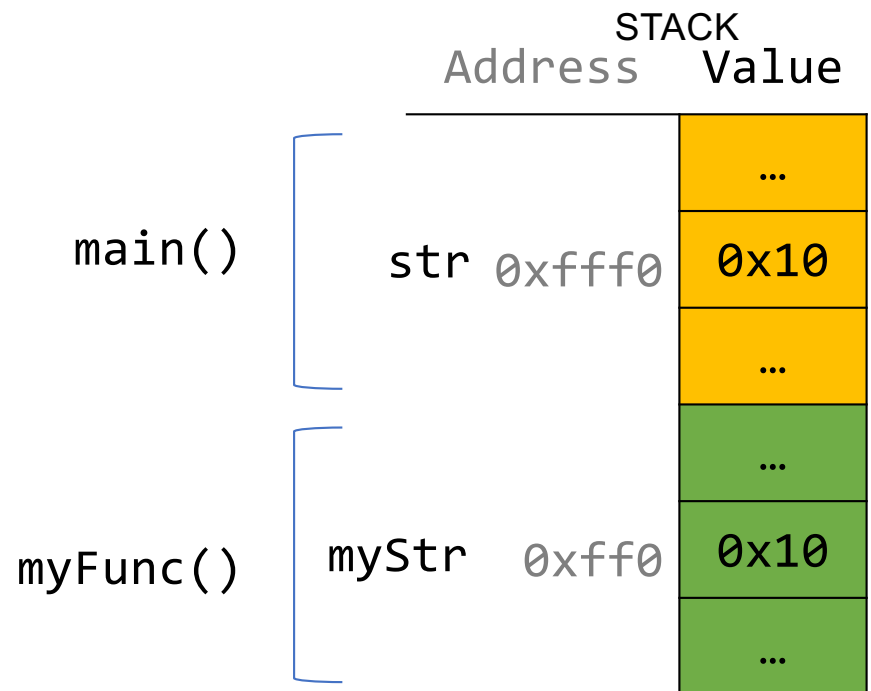 STACK
Address Value
…
main() str 0xfff0 0x10
…
…
myFunc() myStr 0xff0 0x10
…